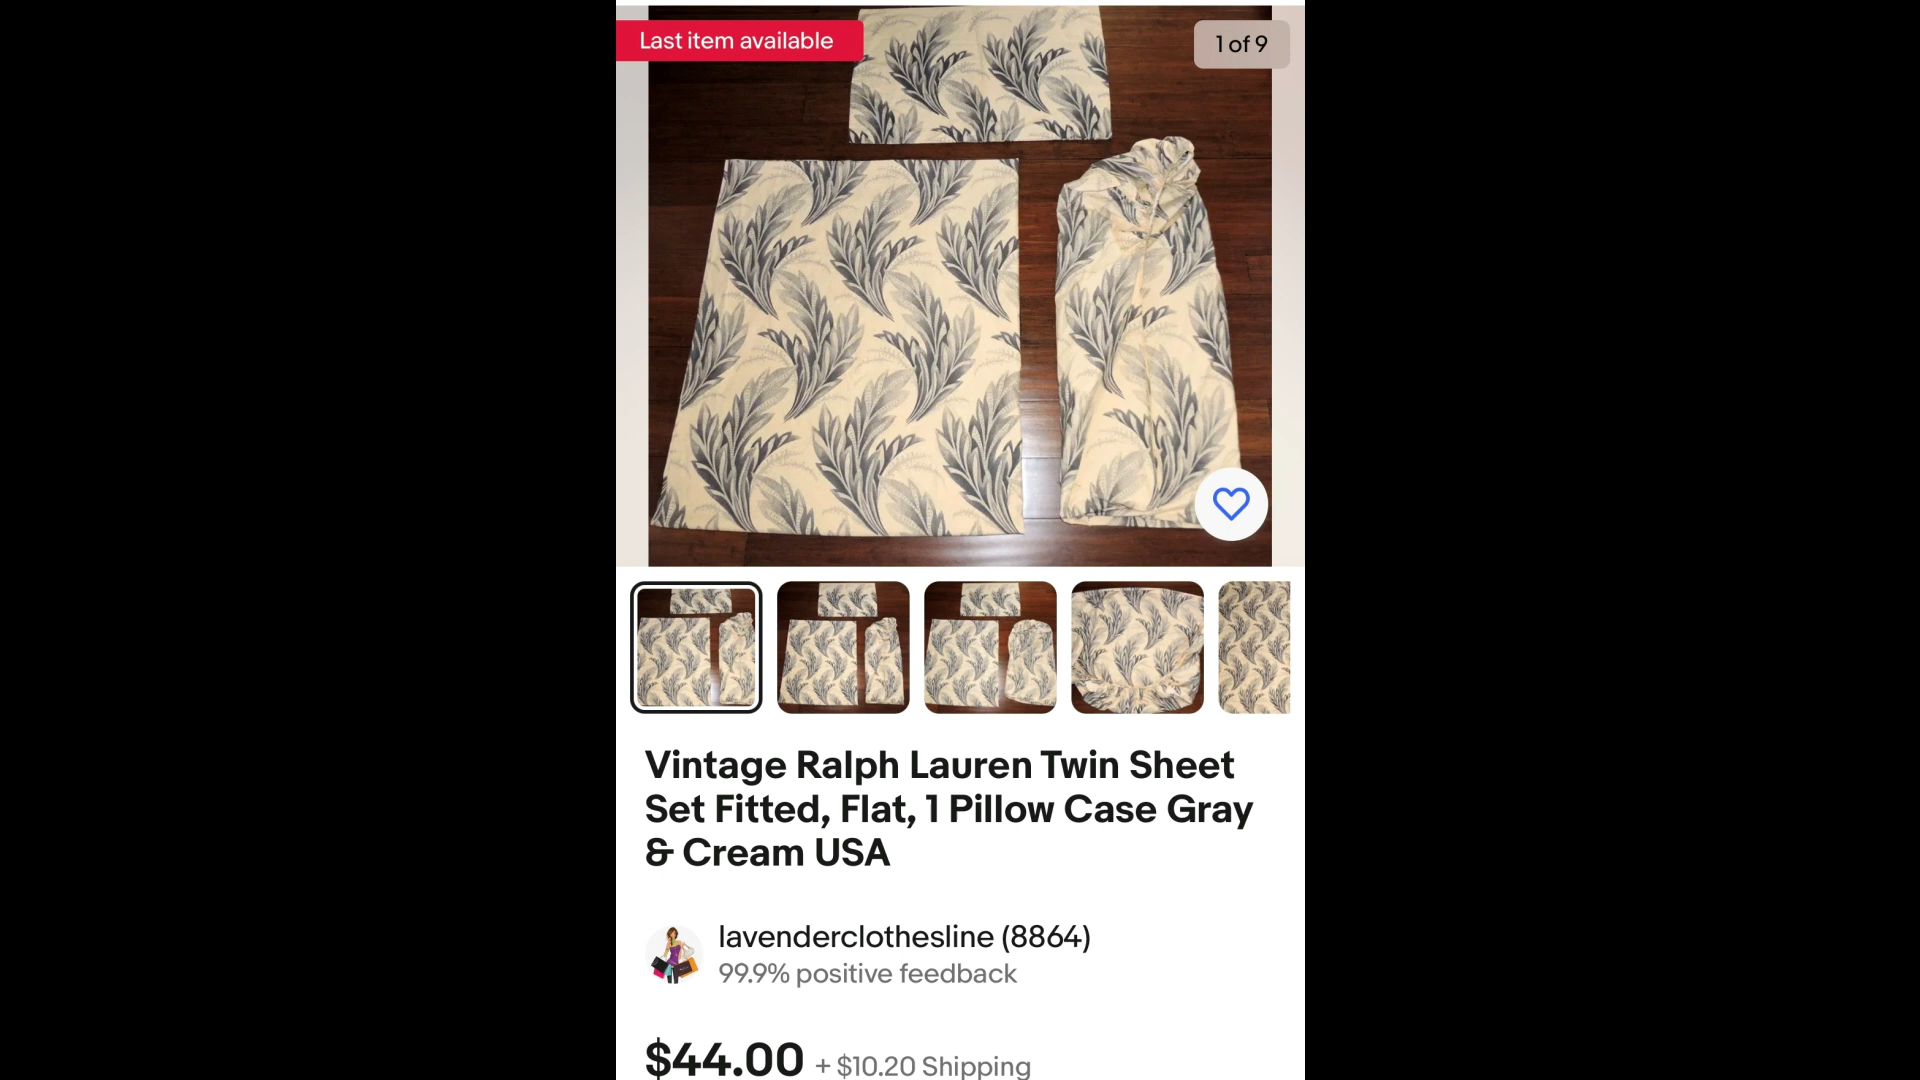 Last item available
1 of 9
Vintage Ralph Lauren Twin Sheet
Set Fitted, Flat, 1 Pillow Case Gray
& Cream USA
lavenderclothesline (8864)
99.9% positive feedback
$44.00 + $10.20 Shipping